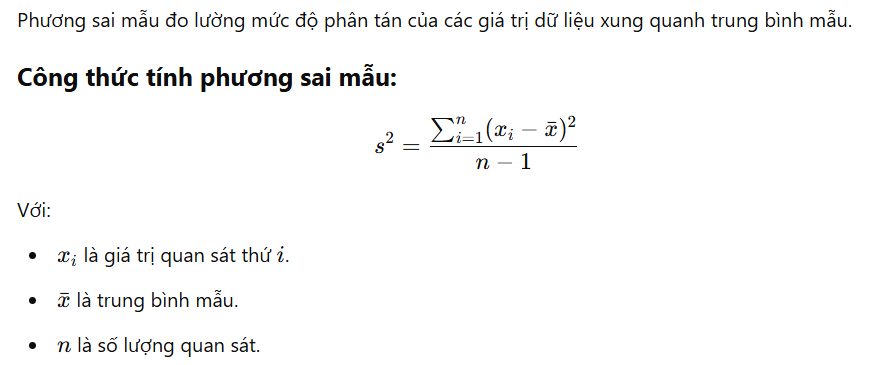 Phương sai mẫu đo lường mức độ phân tán của các giá trị dữ liệu xung quanh trung bình mẫu.
Công thức tính phương sai mẫu:
s² = \frac{\sum_{i=1}^{n}(x_i - \bar{x})^2}{n - 1}
Với:
• x_i là giá trị quan sát thứ i.
• \bar{x} là trung bình mẫu.
• n là số lượng quan sát.